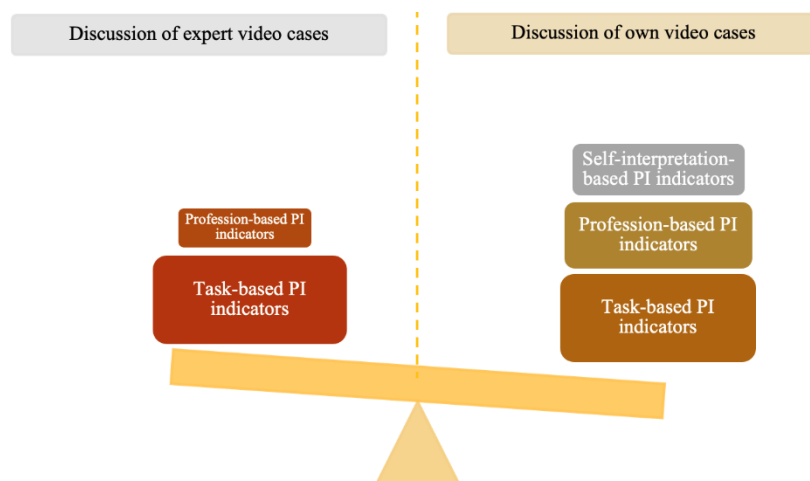 Discussion of expert video cases
Discussion of own video cases
Self-interpretation-
based PI indicators
Profession-based PI
indicators
Profession-based PI
indicators
Task-based PI
indicators
Task-based PI
indicators